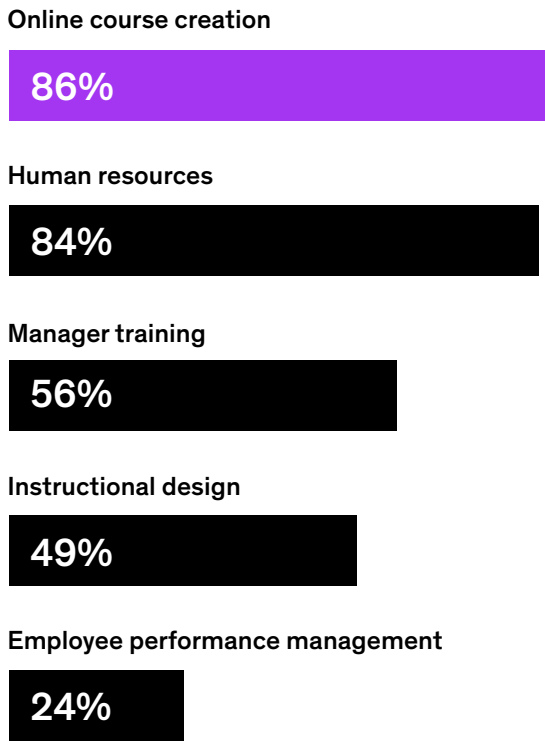 Online course creation
86%
Human resources
84%
Manager training
56%
Instructional design
49%
Employee performance management
24%